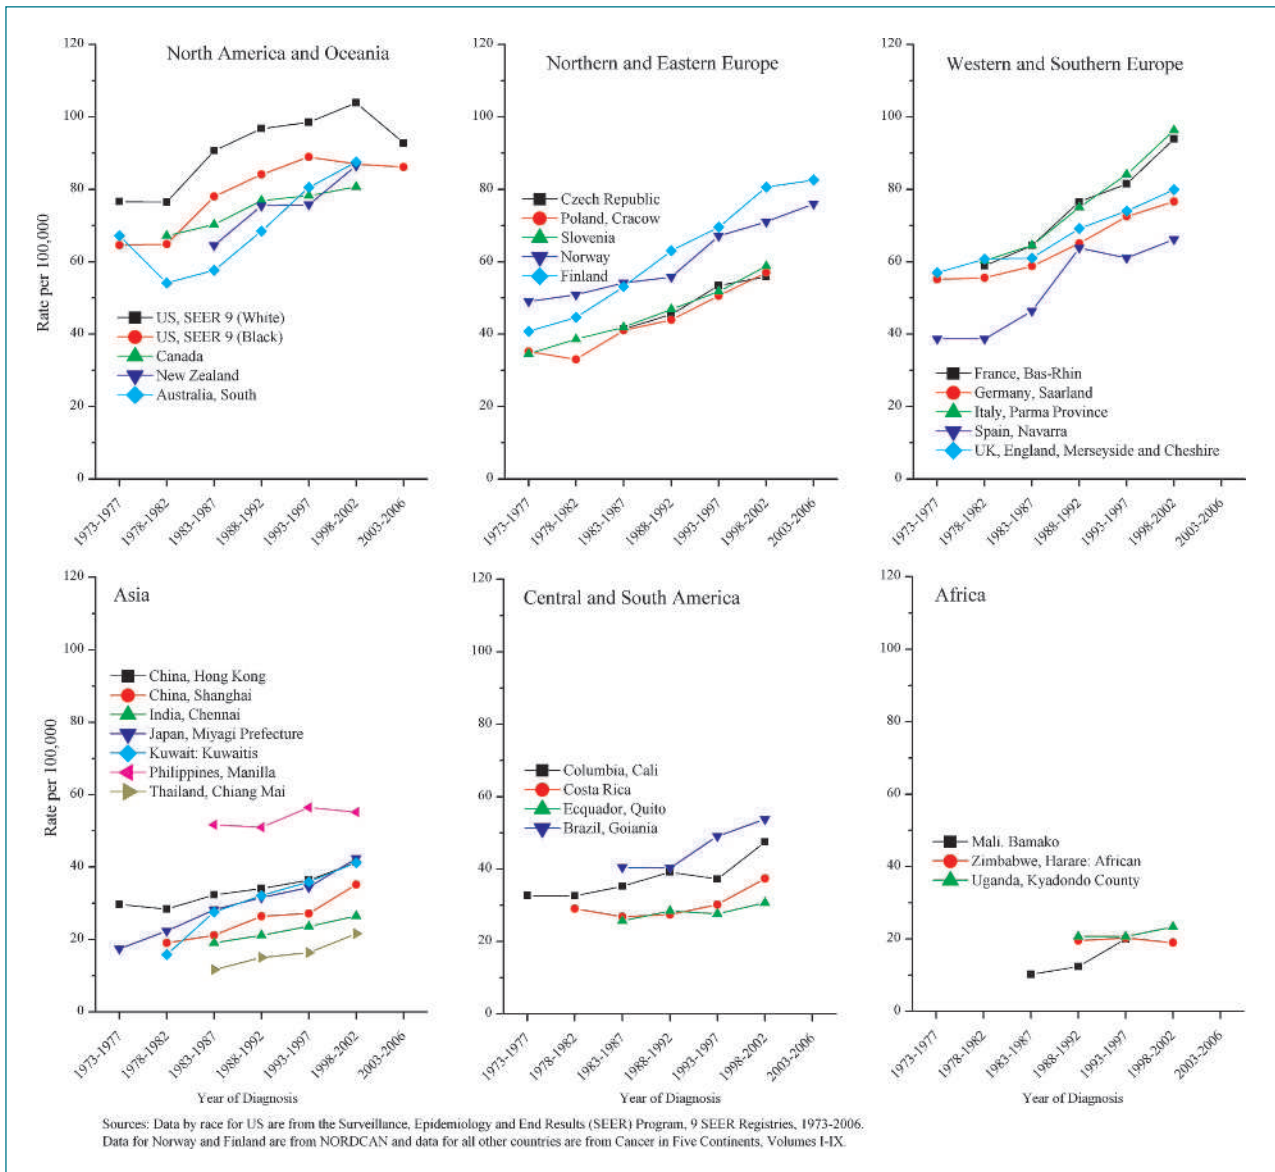 North America and Oceania
120
100
80
60
40
20
0
Rate per 100,000
US, SEER 9 (White)
US, SEER 9 (Black)
Canada
New Zealand
Australia, South
1973-1977
1978-1982
1983-1987
1988-1992
1993-1997
1998-2002
2003-2006
Northern and Eastern Europe
120
100
80
60
40
20
0
Czech Republic
Poland, Cracow
Slovenia
Norway
Finland
1973-1977
1978-1982
1983-1987
1988-1992
1993-1997
1998-2002
2003-2006
Western and Southern Europe
120
100
80
60
40
20
0
France, Bas-Rhin
Germany, Saarland
Italy, Parma Province
Spain, Navarra
UK, England, Merseyside and Cheshire
1973-1977
1978-1982
1983-1987
1988-1992
1993-1997
1998-2002
2003-2006
Asia
120
100
80
60
40
20
0
Rate per 100,000
China, Hong Kong
China, Shanghai
India, Chennai
Japan, Miyagi Prefecture
Kuwait: Kuwaitis
Philippines, Manilla
Thailand, Chiang Mai
1973-1977
1978-1982
1983-1987
1988-1992
1993-1997
1998-2002
2003-2006
Year of Diagnosis
Central and South America
120
100
80
60
40
20
0
Columbia, Cali
Costa Rica
Ecquador, Quito
Brazil, Goiania
1973-1977
1978-1982
1983-1987
1988-1992
1993-1997
1998-2002
2003-2006
Year of Diagnosis
Africa
120
100
80
60
40
20
0
Mali. Bamako
Zimbabwe, Harare: African
Uganda, Kyadondo County
1973-1977
1978-1982
1983-1987
1988-1992
1993-1997
1998-2002
2003-2006
Year of Diagnosis
Sources: Data by race for US are from the Surveillance, Epidemiology and End Results (SEER) Program, 9 SEER Registries, 1973-2006.
Data for Norway and Finland are from NORDCAN and data for all other countries are from Cancer in Five Continents, Volumes I-IX.